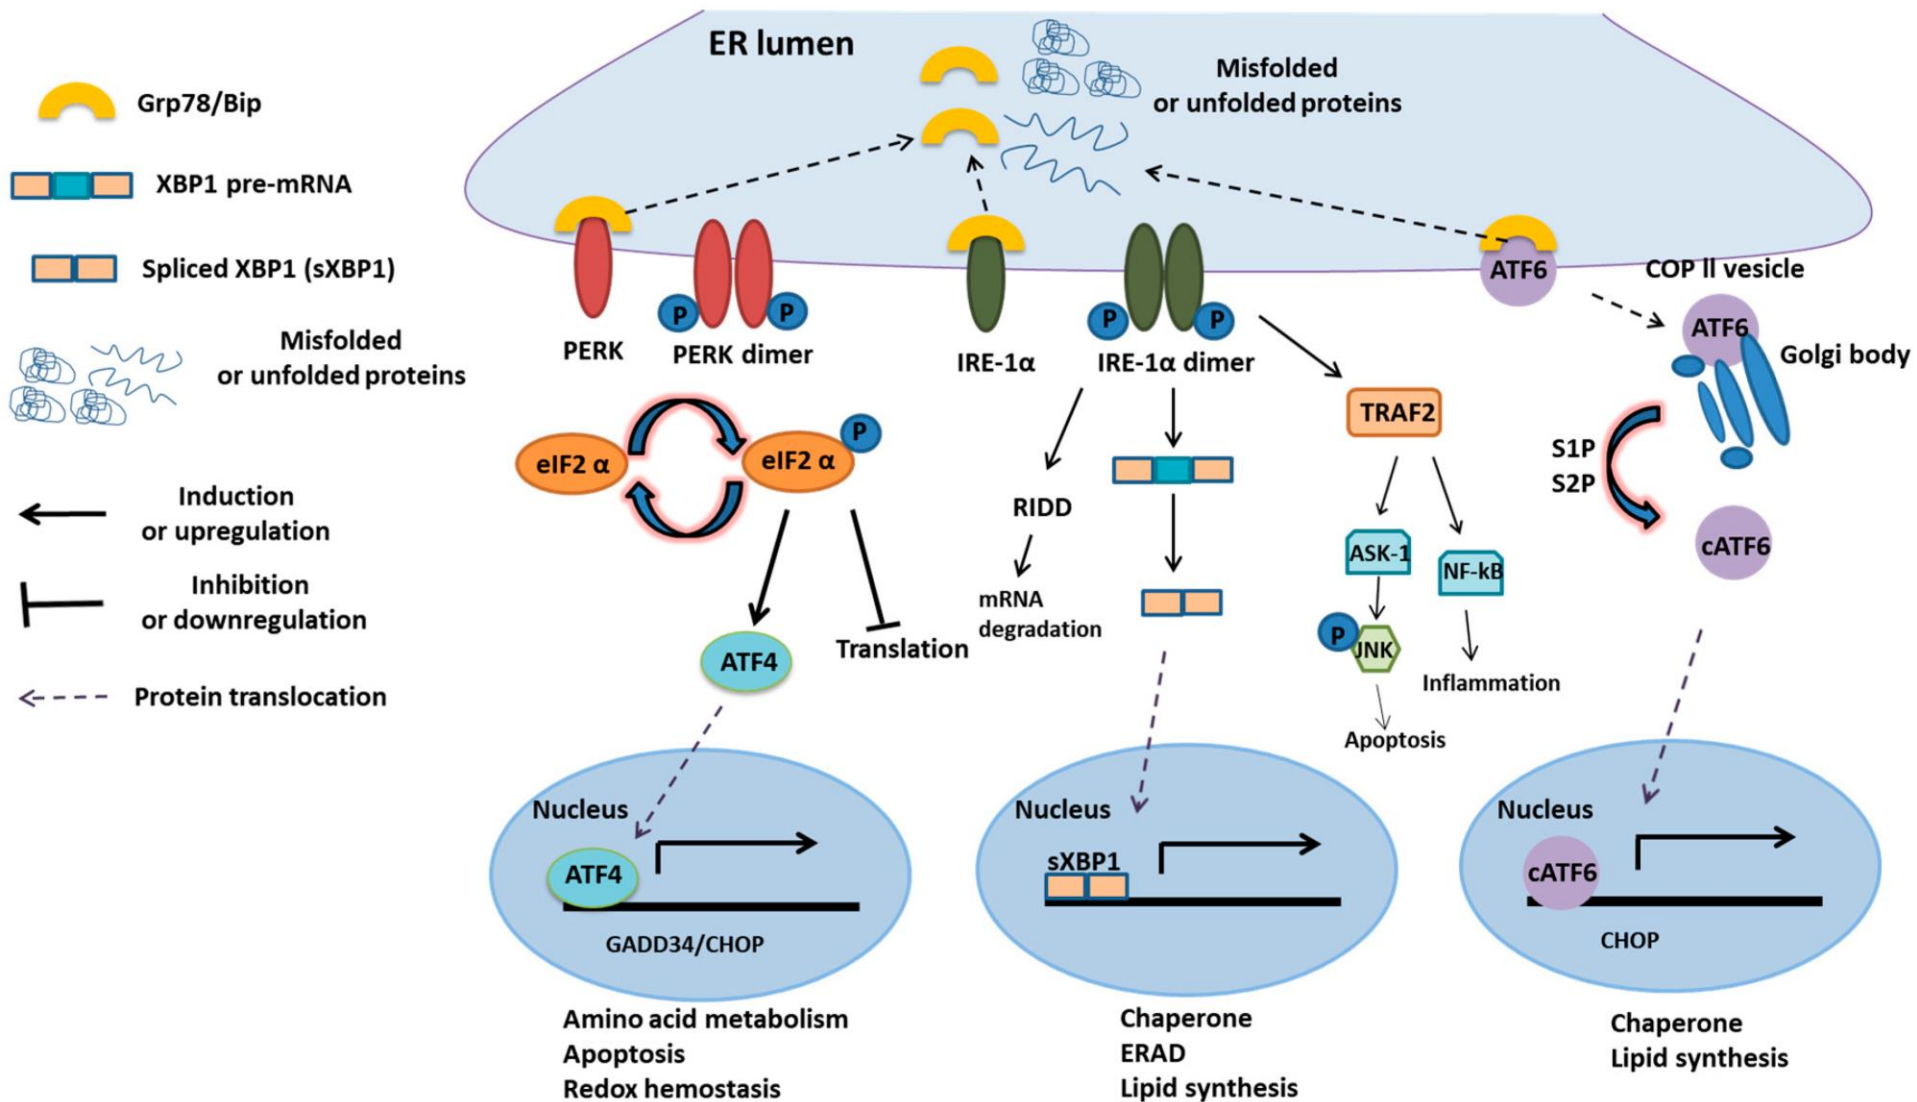 ER lumen
Misfolded
or unfolded proteins
Grp78/Bip
XBP1 pre-mRNA
Spliced XBP1 (sXBP1)
Misfolded
or unfolded proteins
Induction
or upregulation
Inhibition
or downregulation
Protein translocation
PERK
P
P
PERK dimer
eIF2 α
eIF2 α
P
ATF4
Translation
Nucleus
ATF4
GADD34/CHOP
Amino acid metabolism
Apoptosis
Redox hemostasis
IRE-1α
P
P
IRE-1α dimer
RIDD
mRNA
degradation
Nucleus
sXBP1
Chaperone
ERAD
Lipid synthesis
TRAF2
ASK-1
NF-kB
P
JNK
Inflammation
Apoptosis
ATF6
COP ll vesicle
ATF6
Golgi body
S1P
S2P
cATF6
Nucleus
cATF6
CHOP
Chaperone
Lipid synthesis